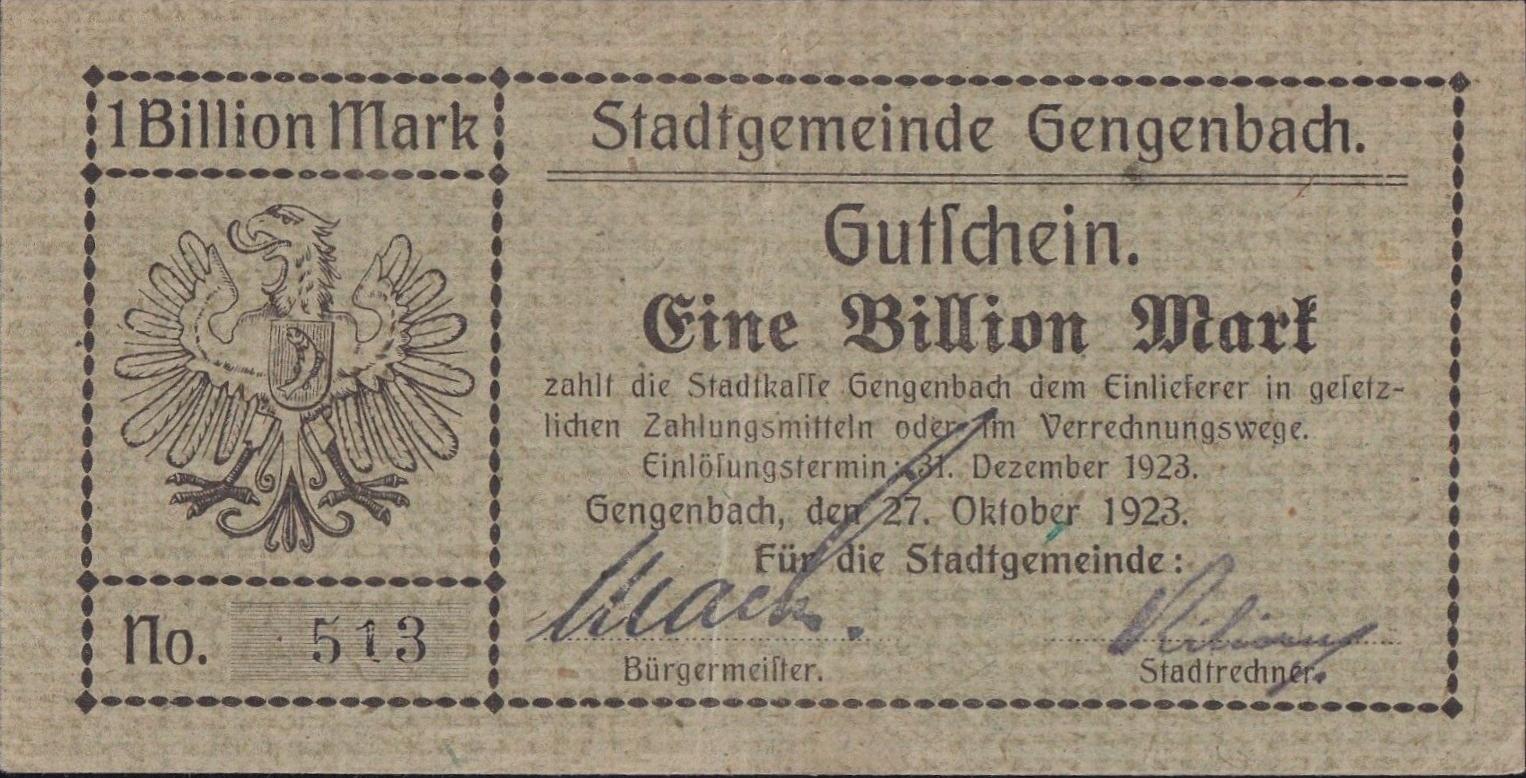 1 Billion Mark
Stadtgemeinde Gengenbach.
Gutſchein.
Eine Billion Mark
zahlt die Stadtkaſſe Gengenbach dem Einlieferer in geſetz-
lichen Zahlungsmitteln oder im Verrechnungswege.
Einlöſungstermin: 31. Dezember 1923.
Gengenbach, den 27. Oktober 1923.
Für die Stadtgemeinde:
Mack.
Bürgermeiſter.
Stadtrechner.
No. 513